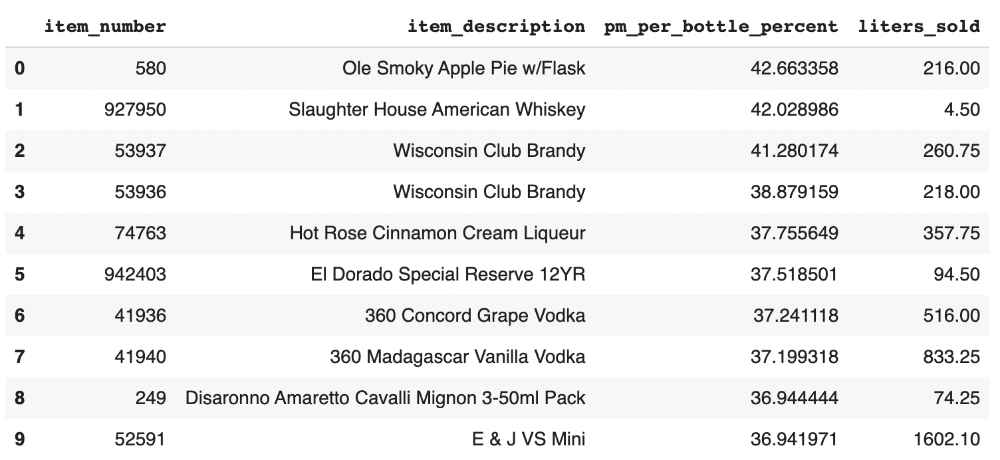 item_number item_description pm_per_bottle_percent liters_sold
0 580 Ole Smoky Apple Pie w/Flask 42.663358 216.00
1 927950 Slaughter House American Whiskey 42.028986 4.50
2 53937 Wisconsin Club Brandy 41.280174 260.75
3 53936 Wisconsin Club Brandy 38.879159 218.00
4 74763 Hot Rose Cinnamon Cream Liqueur 37.755649 357.75
5 942403 El Dorado Special Reserve 12YR 37.518501 94.50
6 41936 360 Concord Grape Vodka 37.241118 516.00
7 41940 360 Madagascar Vanilla Vodka 37.199318 833.25
8 249 Disaronno Amaretto Cavalli Mignon 3-50ml Pack 36.944444 74.25
9 52591 E & J VS Mini 36.941971 1602.10